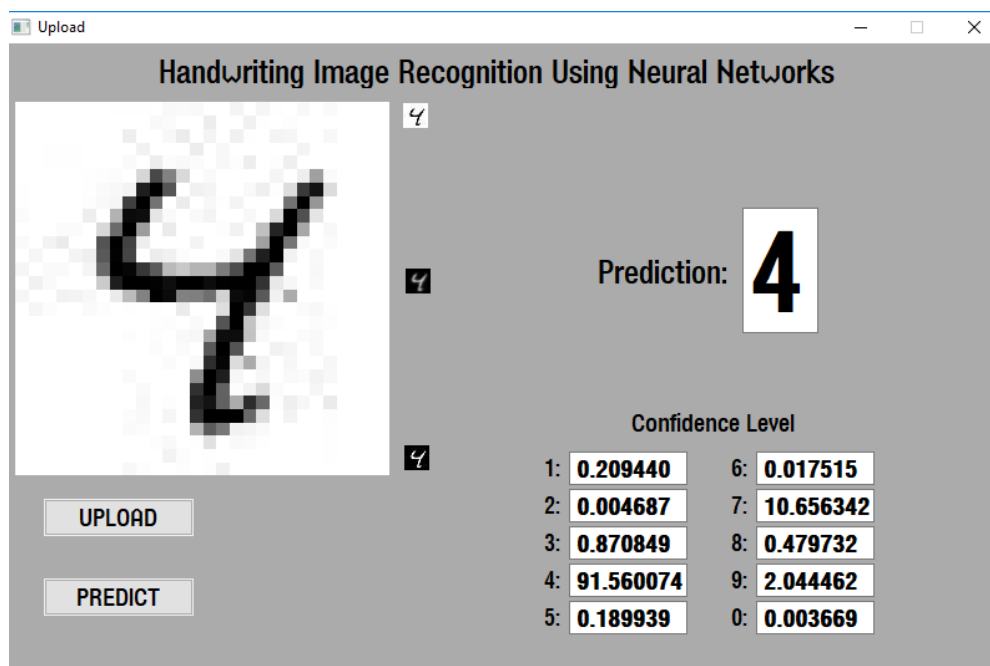 Upload
Handwriting Image Recognition Using Neural Networks
4
4
4
4
Prediction: 4
Confidence Level
1: 0.209440 6: 0.017515
2: 0.004687 7: 10.656342
3: 0.870849 8: 0.479732
4: 91.560074 9: 2.044462
5: 0.189939 0: 0.003669
UPLOAD
PREDICT